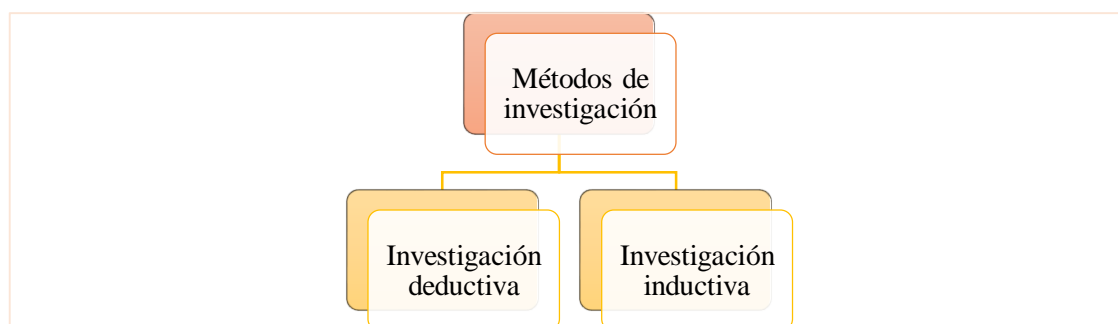 Métodos de
investigación
Investigación
deductiva
Investigación
inductiva